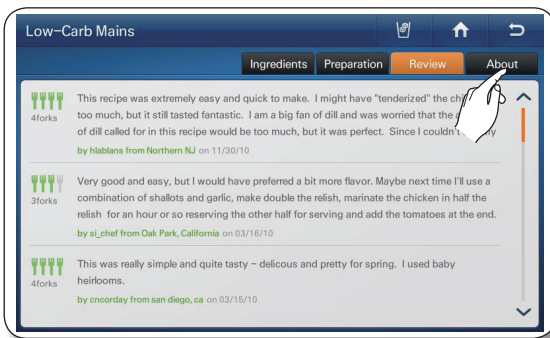 Low-Carb Mains
Ingredients Preparation Review About
4forks
This recipe was extremely easy and quick to make. I might have "tenderized" the
too much, but it still tasted fantastic. I am a big fan of dill and was worried that the
of dill called for in this recipe would be too much, but it was perfect. Since I couldn't
by hlablans from Northern NJ on 11/30/10
3forks
Very good and easy, but I would have preferred a bit more flavor. Maybe next time I'll use a
combination of shallots and garlic, make double the relish, marinate the chicken in half the
relish for an hour or so reserving the other half for serving and add the tomatoes at the end.
by si_chef from Oak Park, California on 03/16/10
4forks
This was really simple and quite tasty – delicous and pretty for spring. I used baby
heirlooms.
by cncorday from san diego, ca on 03/15/10